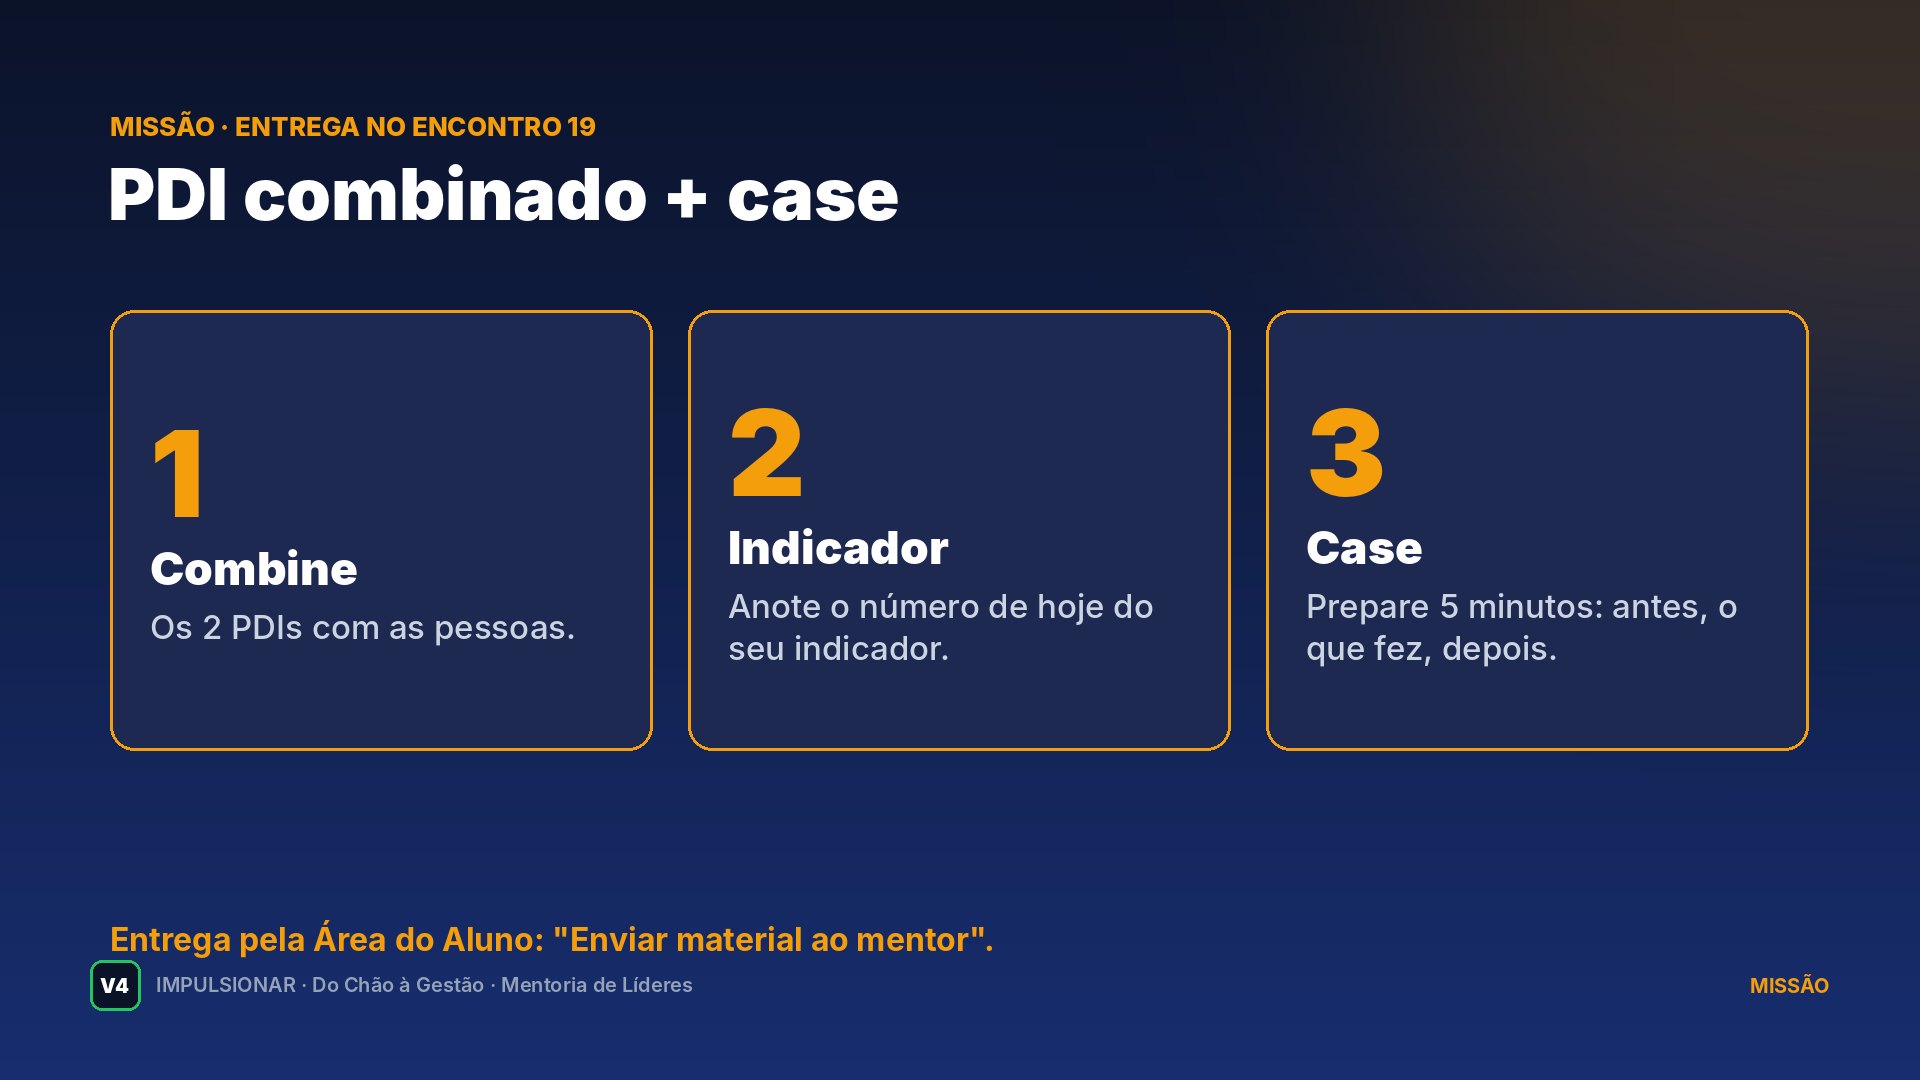 MISSÃO · ENTREGA NO ENCONTRO 19
PDI combinado + case
1
Combine
Os 2 PDIs com as pessoas.
2
Indicador
Anote o número de hoje do
seu indicador.
3
Case
Prepare 5 minutos: antes, o
que fez, depois.
Entrega pela Área do Aluno: "Enviar material ao mentor".
V4
IMPULSIONAR · Do Chão à Gestão · Mentoria de Líderes
MISSÃO